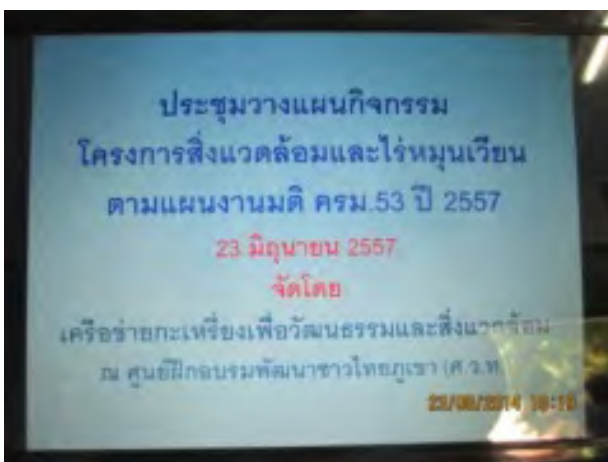 ประชุมวางแผนกิจกรรม
โครงการสิ่งแวดล้อมและไร่หมุนเวียน
ตามแผนงานมติ ครม.53 ปี 2557
23 มิถุนายน 2557
จัดโดย
เครือข่ายกะเหรี่ยงเพื่อวัฒนธรรมและสิ่งแวดล้อม
ณ ศูนย์ฝึกอบรมพัฒนาชาวไทยภูเขา (ศ.ว.ท